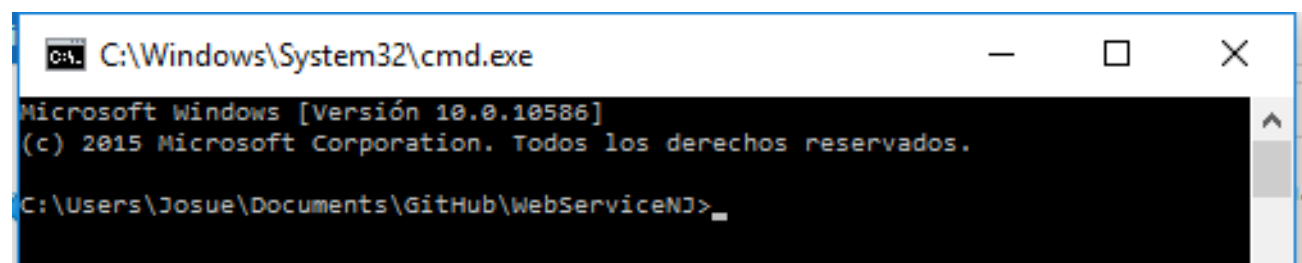 C:\Windows\System32\cmd.exe
Microsoft Windows [Versión 10.0.10586]
(c) 2015 Microsoft Corporation. Todos los derechos reservados.
C:\Users\Josue\Documents\GitHub\WebServiceNJ>_